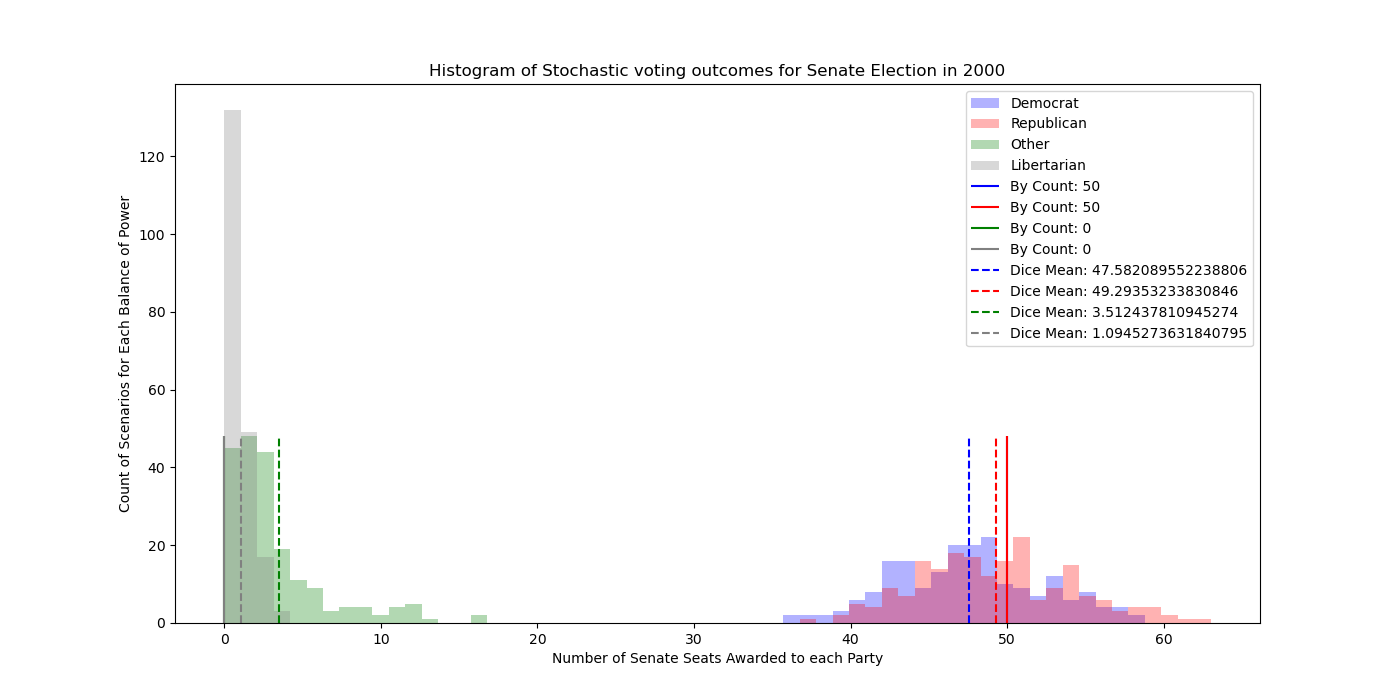 Histogram of Stochastic voting outcomes for Senate Election in 2000
Count of Scenarios for Each Balance of Power
120
100
80
60
40
20
0
Democrat
Republican
Other
Libertarian
By Count: 50
By Count: 50
By Count: 0
By Count: 0
Dice Mean: 47.582089552238806
Dice Mean: 49.29353233830846
Dice Mean: 3.512437810945274
Dice Mean: 1.0945273631840795
0 10 20 30 40 50 60
Number of Senate Seats Awarded to each Party